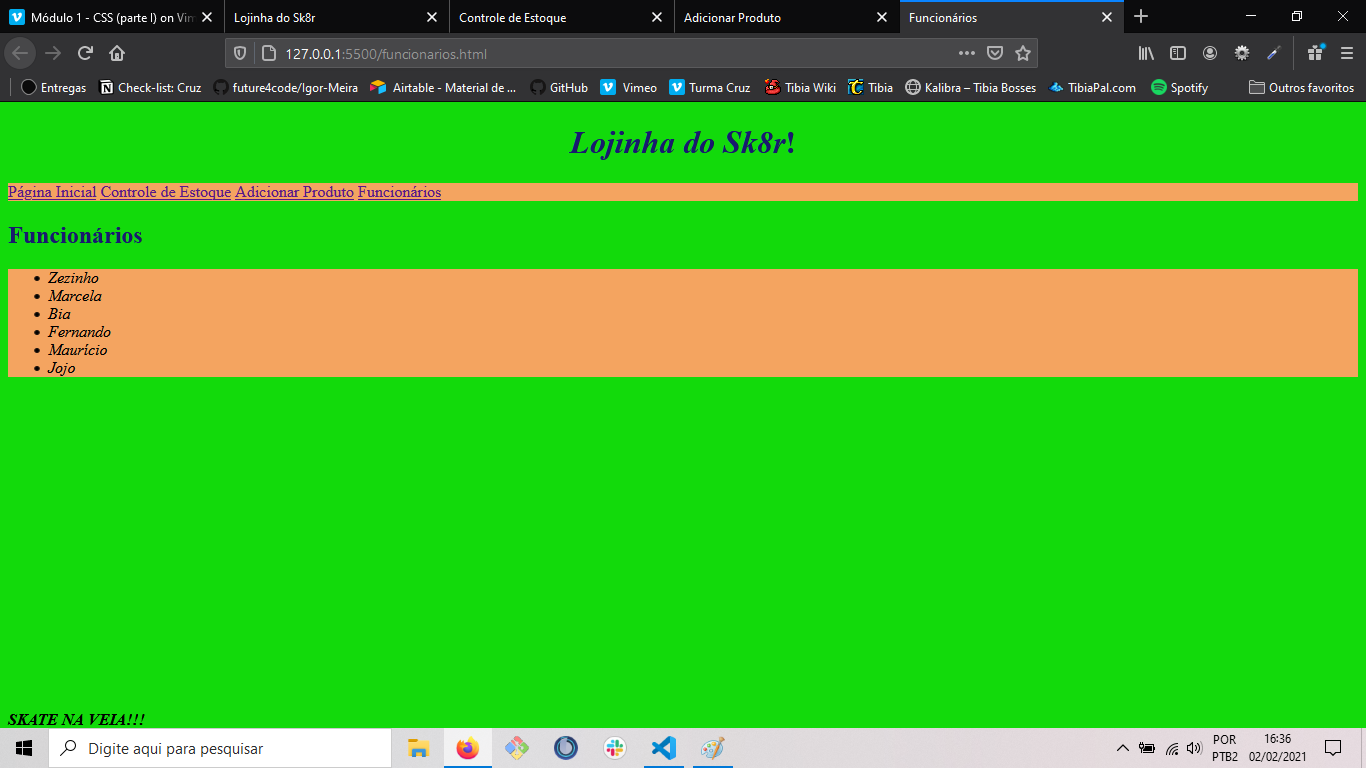 Módulo 1 - CSS (parte I) on Vim
Lojinha do Sk8r
Controle de Estoque
Adicionar Produto
Funcionários
127.0.0.1:5500/funcionarios.html
Entregas Check-list: Cruz future4code/Igor-Meira Airtable - Material de ... GitHub Vimeo Turma Cruz Tibia Wiki Tibia Kalibra – Tibia Bosses TibiaPal.com Spotify Outros favoritos
Lojinha do Sk8r!
Página Inicial Controle de Estoque Adicionar Produto Funcionários
Funcionários
Zezinho
Marcela
Bia
Fernando
Maurício
Jojo
SKATE NA VEIA!!!
Digite aqui para pesquisar
POR
PTB2
16:36
02/02/2021